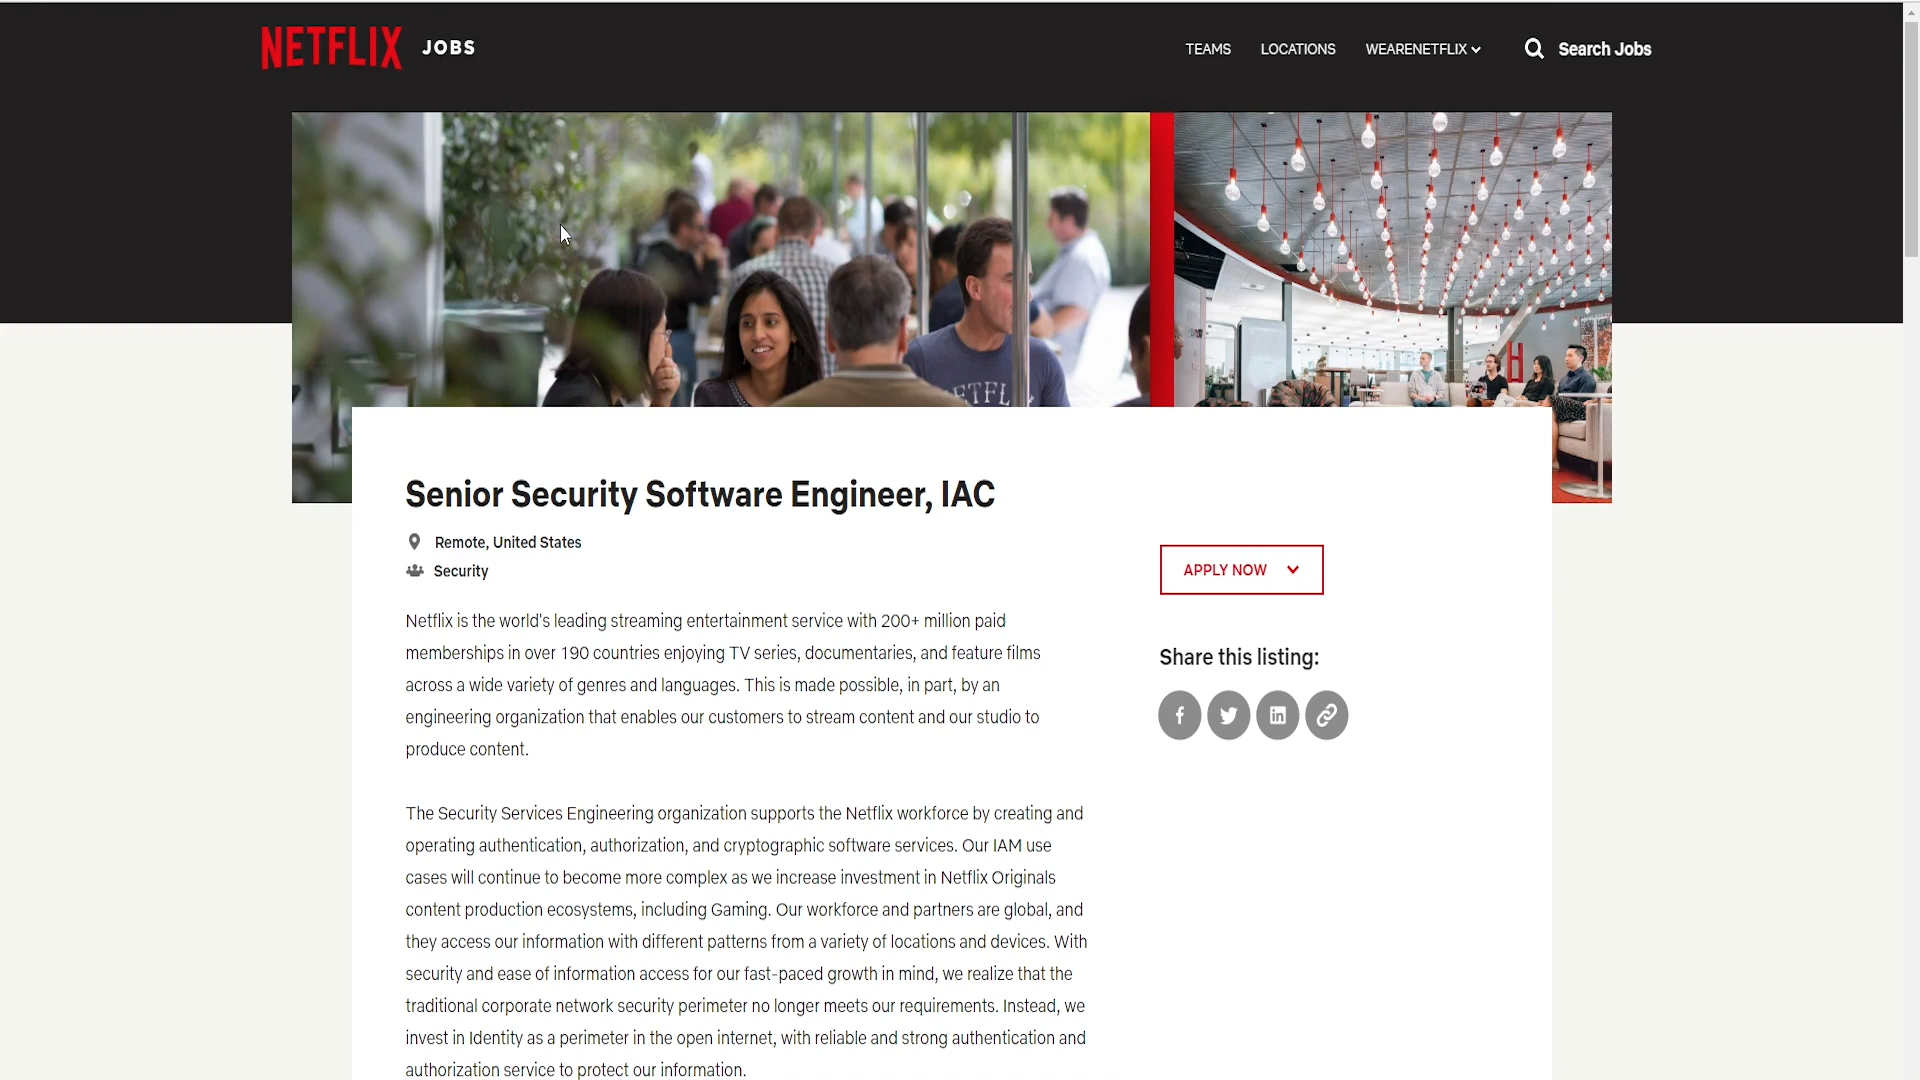 NETFLIX JOBS
TEAMS LOCATIONS WEARENETFLIX Search Jobs
NETFL
Senior Security Software Engineer, IAC
Remote, United States
Security
APPLY NOW
Share this listing:
Netflix is the world's leading streaming entertainment service with 200+ million paid
memberships in over 190 countries enjoying TV series, documentaries, and feature films
across a wide variety of genres and languages. This is made possible, in part, by an
engineering organization that enables our customers to stream content and our studio to
produce content.
The Security Services Engineering organization supports the Netflix workforce by creating and
operating authentication, authorization, and cryptographic software services. Our IAM use
cases will continue to become more complex as we increase investment in Netflix Originals
content production ecosystems, including Gaming. Our workforce and partners are global, and
they access our information with different patterns from a variety of locations and devices. With
security and ease of information access for our fast-paced growth in mind, we realize that the
traditional corporate network security perimeter no longer meets our requirements. Instead, we
invest in Identity as a perimeter in the open internet, with reliable and strong authentication and
authorization service to protect our information.